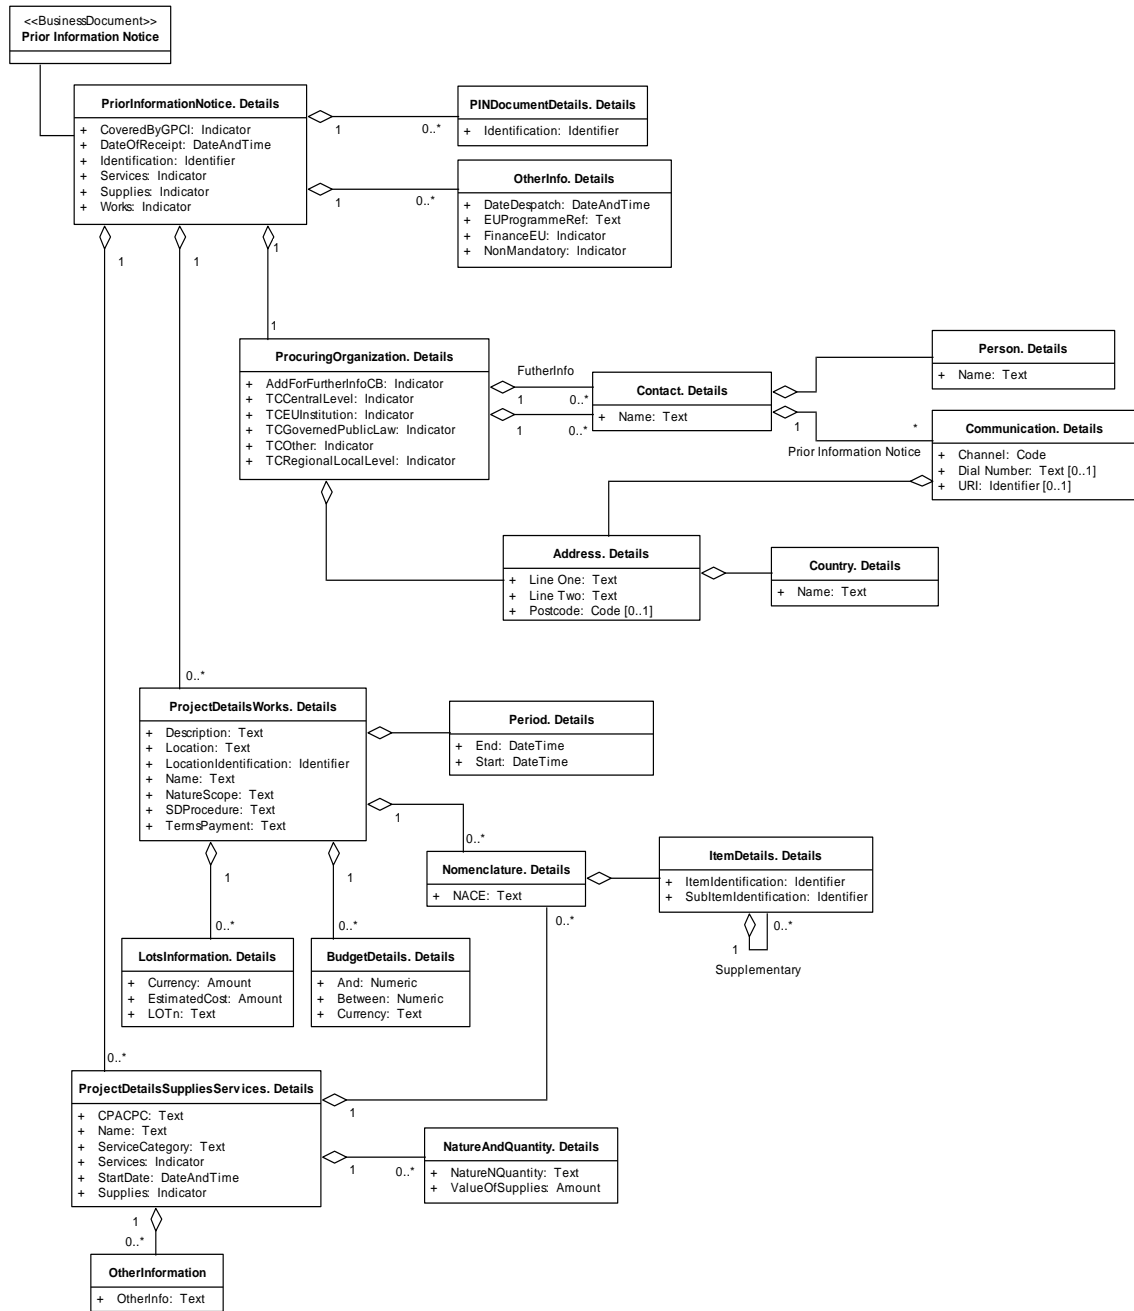 <<BusinessDocument>>
Prior Information Notice
PriorInformationNotice. Details
+ CoveredByGPCI: Indicator
+ DateOfReceipt: DateAndTime
+ Identification: Identifier
+ Services: Indicator
+ Supplies: Indicator
+ Works: Indicator
1
0..*
PINDocumentDetails. Details
+ Identification: Identifier
1
0..*
OtherInfo. Details
+ DateDespatch: DateAndTime
+ EUProgrammeRef: Text
+ FinanceEU: Indicator
+ NonMandatory: Indicator
1
1
1
1
ProcuringOrganization. Details
+ AddForFurtherInfoCB: Indicator
+ TCCentralLevel: Indicator
+ TCEUInstitution: Indicator
+ TCGovernedPublicLaw: Indicator
+ TCOther: Indicator
+ TCRegionalLocalLevel: Indicator
FutherInfo
1
0..*
1
0..*
Contact. Details
+ Name: Text
Person. Details
+ Name: Text
1
*
Prior Information Notice
Communication. Details
+ Channel: Code
+ Dial Number: Text [0..1]
+ URI: Identifier [0..1]
Address. Details
+ Line One: Text
+ Line Two: Text
+ Postcode: Code [0..1]
Country. Details
+ Name: Text
0..*
ProjectDetailsWorks. Details
+ Description: Text
+ Location: Text
+ LocationIdentification: Identifier
+ Name: Text
+ NatureScope: Text
+ SDProcedure: Text
+ TermsPayment: Text
Period. Details
+ End: DateTime
+ Start: DateTime
1
0..*
Nomenclature. Details
+ NACE: Text
0..*
ItemDetails. Details
+ ItemIdentification: Identifier
+ SubItemIdentification: Identifier
1
0..*
Supplementary
1
0..*
1
0..*
LotsInformation. Details
+ Currency: Amount
+ EstimatedCost: Amount
+ LOTn: Text
BudgetDetails. Details
+ And: Numeric
+ Between: Numeric
+ Currency: Text
0..*
ProjectDetailsSuppliesServices. Details
+ CPACPC: Text
+ Name: Text
+ ServiceCategory: Text
+ Services: Indicator
+ StartDate: DateAndTime
+ Supplies: Indicator
1
1
0..*
NatureAndQuantity. Details
+ NatureNQuantity: Text
+ ValueOfSupplies: Amount
1
0..*
OtherInformation
+ OtherInfo: Text